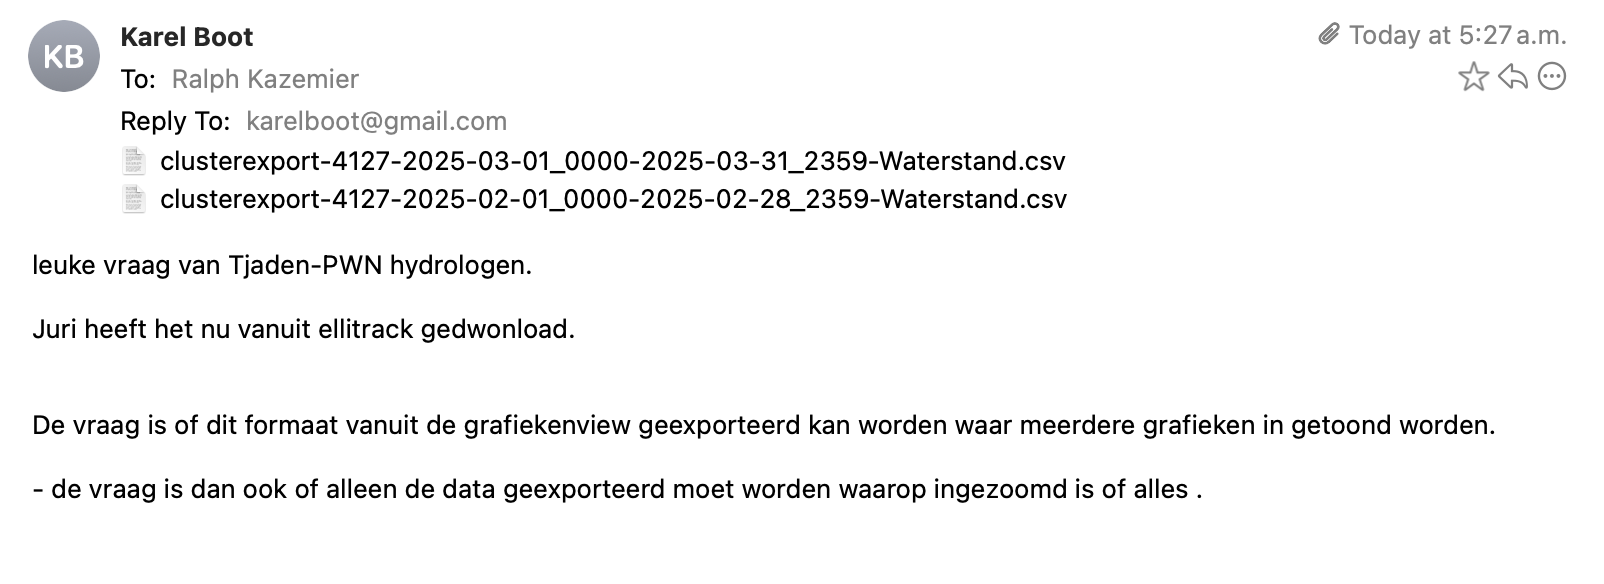 KB
Karel Boot
Today at 5:27 a.m.
To: Ralph Kazemier
Reply To: karelboot@gmail.com
clusterexport-4127-2025-03-01_0000-2025-03-31_2359-Waterstand.csv
clusterexport-4127-2025-02-01_0000-2025-02-28_2359-Waterstand.csv
leuke vraag van Tjaden-PWN hydrologen.
Juri heeft het nu vanuit ellitrack gedwonload.
De vraag is of dit formaat vanuit de grafiekenview geexporteerd kan worden waar meerdere grafieken in getoond worden.
- de vraag is dan ook of alleen de data geexporteerd moet worden waarop ingezoomd is of alles .